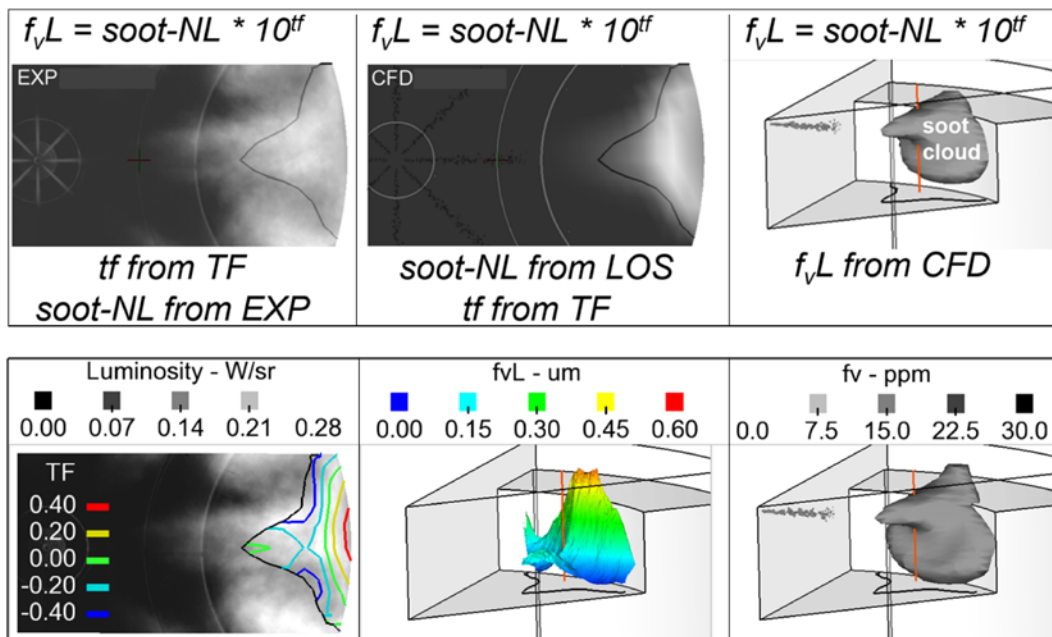 fᵥL = soot-NL * 10ᵗᶠ
fᵥL = soot-NL * 10ᵗᶠ
fᵥL = soot-NL * 10ᵗᶠ
EXP
CFD
soot
cloud
tf from TF
soot-NL from EXP
soot-NL from LOS
tf from TF
fᵥL from CFD
Luminosity - W/sr
0.00 0.07 0.14 0.21 0.28
fvL - um
0.00 0.15 0.30 0.45 0.60
fv - ppm
0.0 7.5 15.0 22.5 30.0
TF
0.40
0.20
0.00
-0.20
-0.40